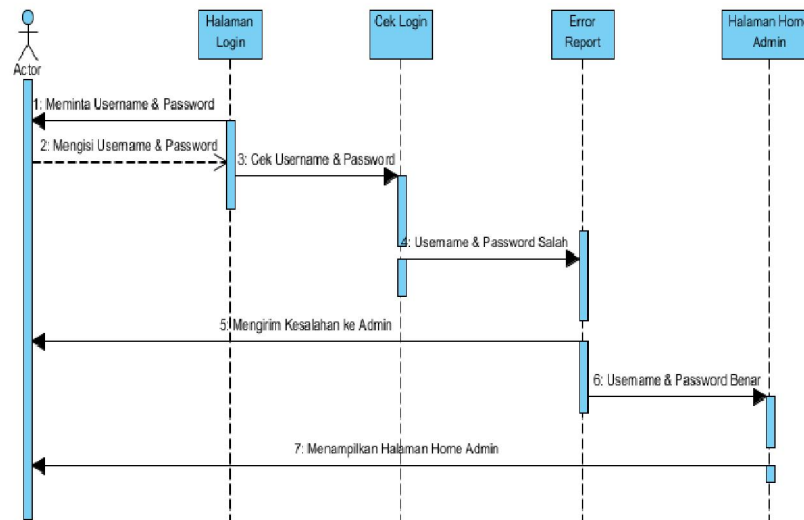 Halaman
Login
Cek Login
Error
Report
Halaman Home
Admin
Actor
1: Meminta Username & Password
2: Mengisi Username & Password
3: Cek Username & Password
4: Username & Password Salah
5: Mengirim Kesalahan ke Admin
6: Username & Password Benar
7: Menampilkan Halaman Home Admin